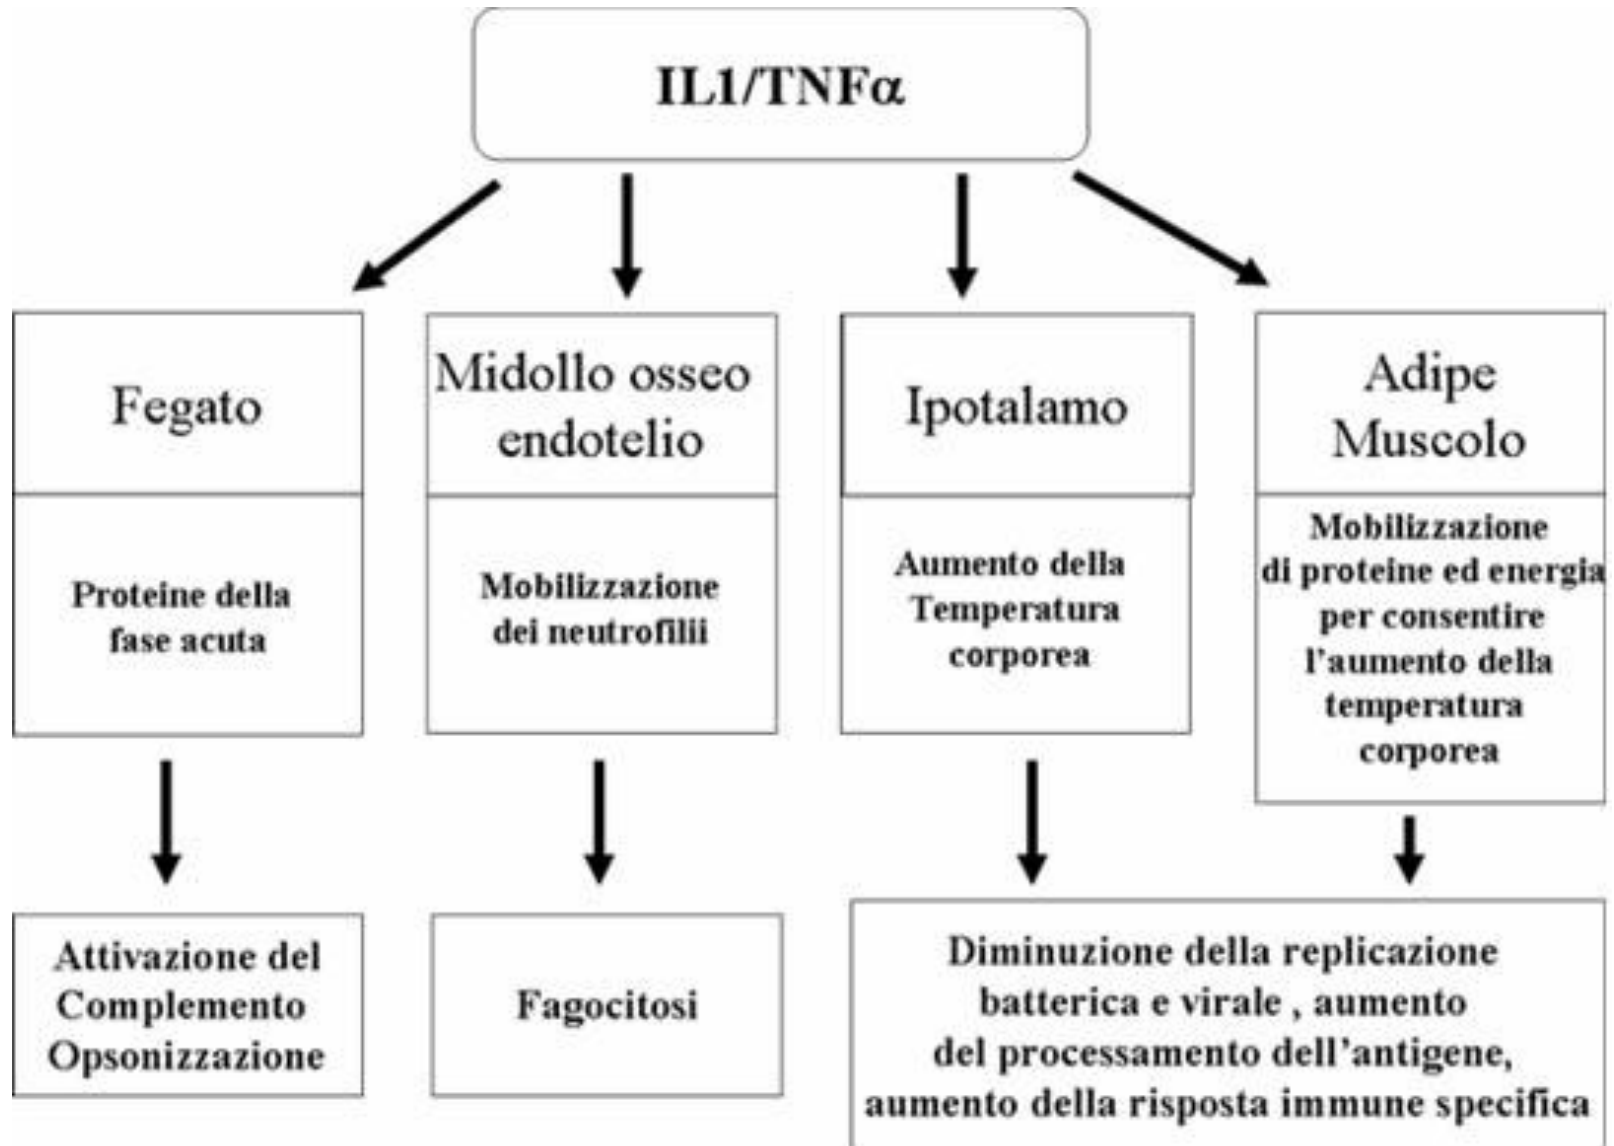 IL1/TNFα
Fegato
Proteine della
fase acuta
Attivazione del
Complemento
Opsonizzazione
Midollo osseo
endotelio
Mobilizzazione
dei neutrofilii
Fagocitosi
Ipotalamo
Aumento della
Temperatura
corporea
Adipe
Muscolo
Mobilizzazione
di proteine ed energia
per consentire
l'aumento della
temperatura
corporea
Diminuzione della replicazione
batterica e virale , aumento
del processamento dell'antigene,
aumento della risposta immune specifica